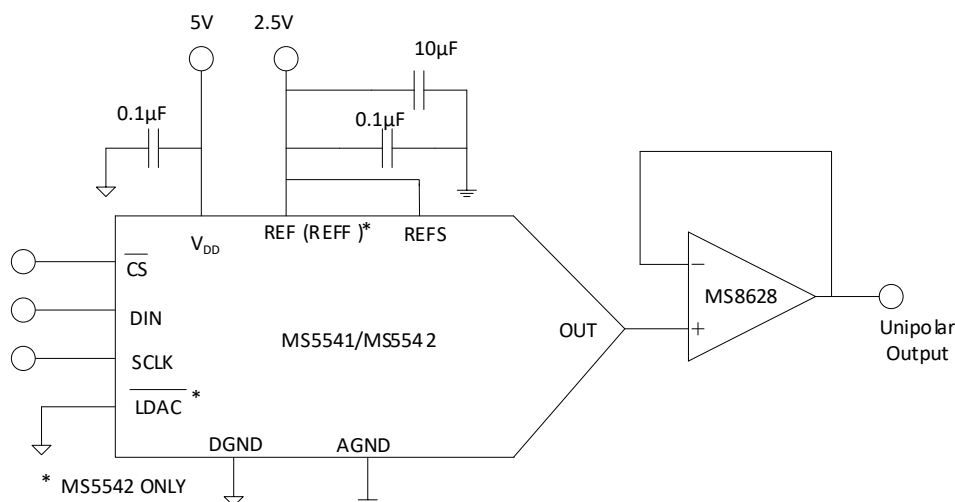 5V
2.5V
10µF
0.1µF
0.1µF
VDD
REF (REFF )*
REFS
CS
DIN
SCLK
LDAC *
MS5541/MS5542
OUT
DGND
AGND
−
+
MS8628
Unipolar
Output
* MS5542 ONLY